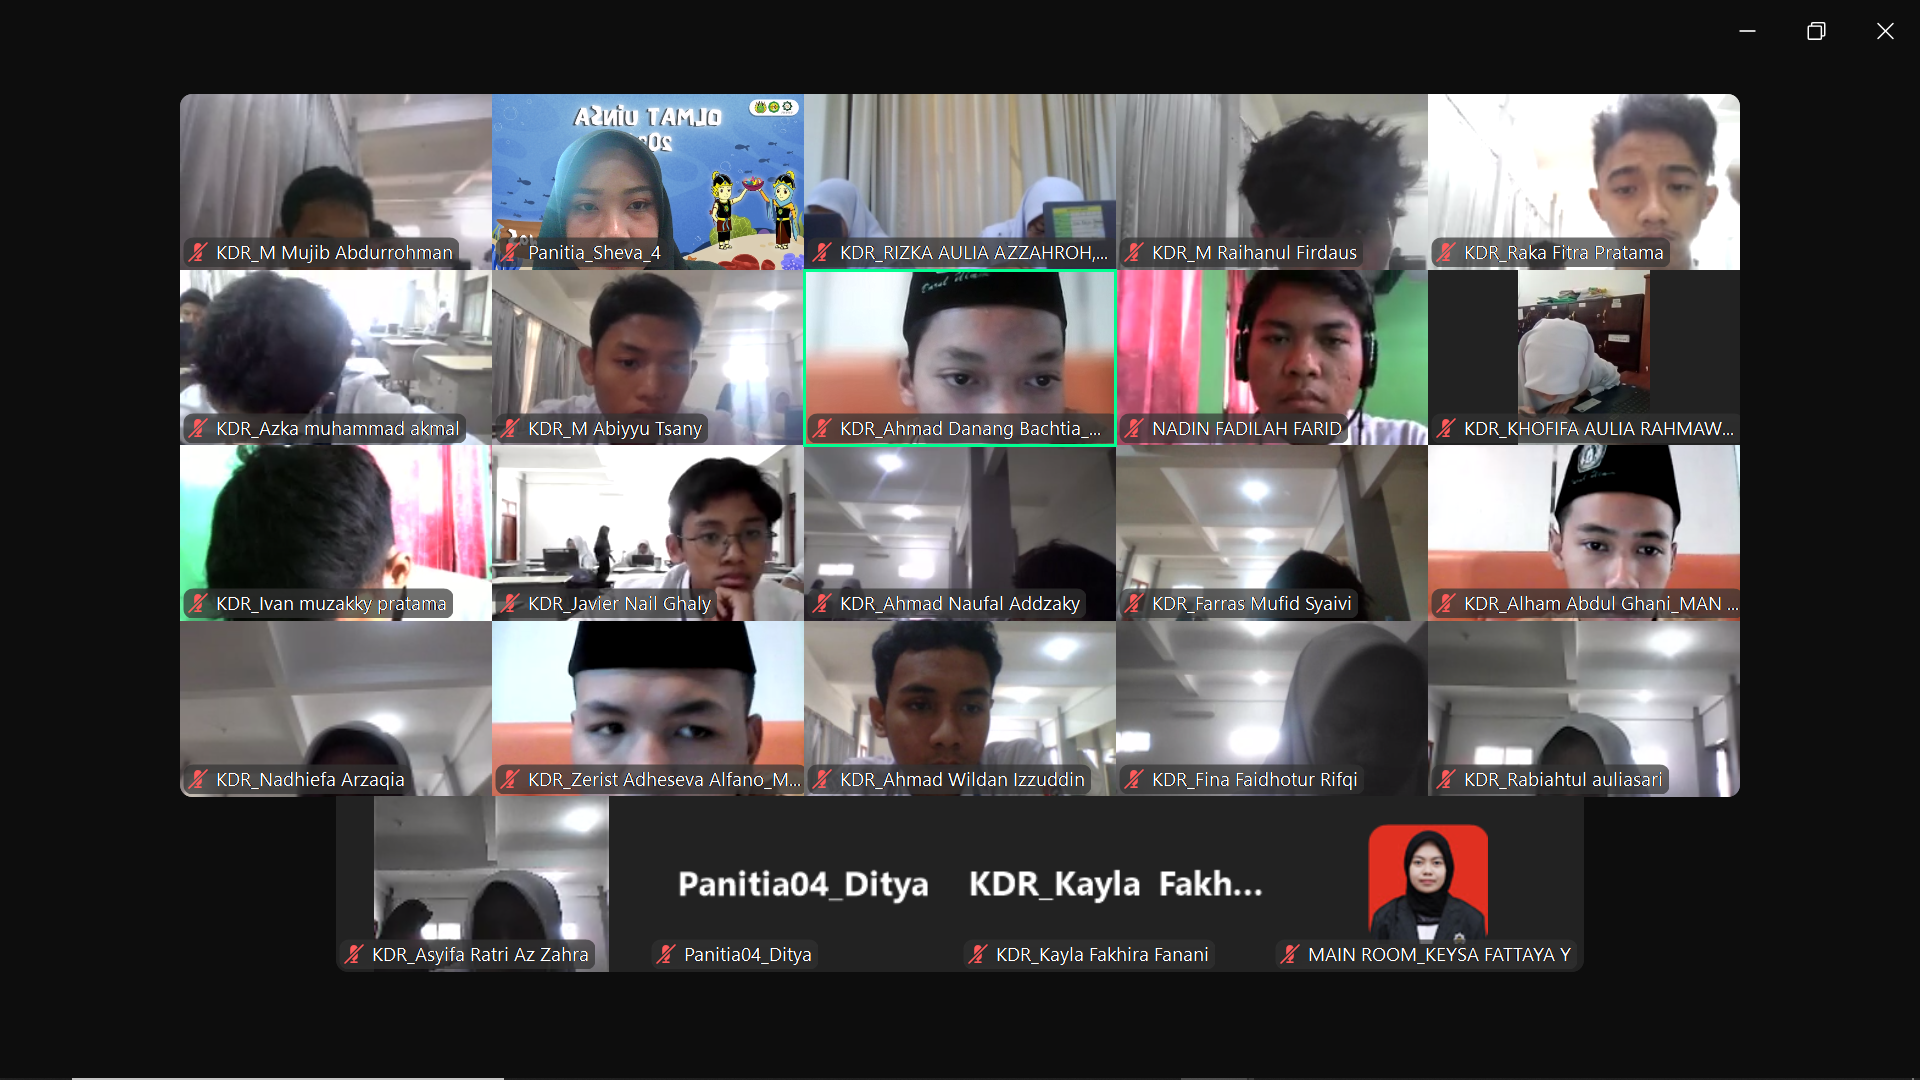 OLMAT UINSA
KDR_M Mujib Abdurrohman
Panitia_Sheva_4
KDR_RIZKA AULIA AZZAHROH,...
KDR_M Raihanul Firdaus
KDR_Raka Fitra Pratama
KDR_Azka muhammad akmal
KDR_M Abiyyu Tsany
KDR_Ahmad Danang Bachtia_...
NADIN FADILAH FARID
KDR_KHOFIFA AULIA RAHMAW...
KDR_Ivan muzakky pratama
KDR_Javier Nail Ghaly
KDR_Ahmad Naufal Addzaky
KDR_Farras Mufid Syaivi
KDR_Alham Abdul Ghani_MAN ...
KDR_Nadhiefa Arzaqia
KDR_Zerist Adheseva Alfano_M...
KDR_Ahmad Wildan Izzuddin
KDR_Fina Faidhotur Rifqi
KDR_Rabiahtul auliasari
Panitia04_Ditya
KDR_Kayla Fakh...
KDR_Asyifa Ratri Az Zahra
Panitia04_Ditya
KDR_Kayla Fakhira Fanani
MAIN ROOM_KEYSA FATTAYA Y